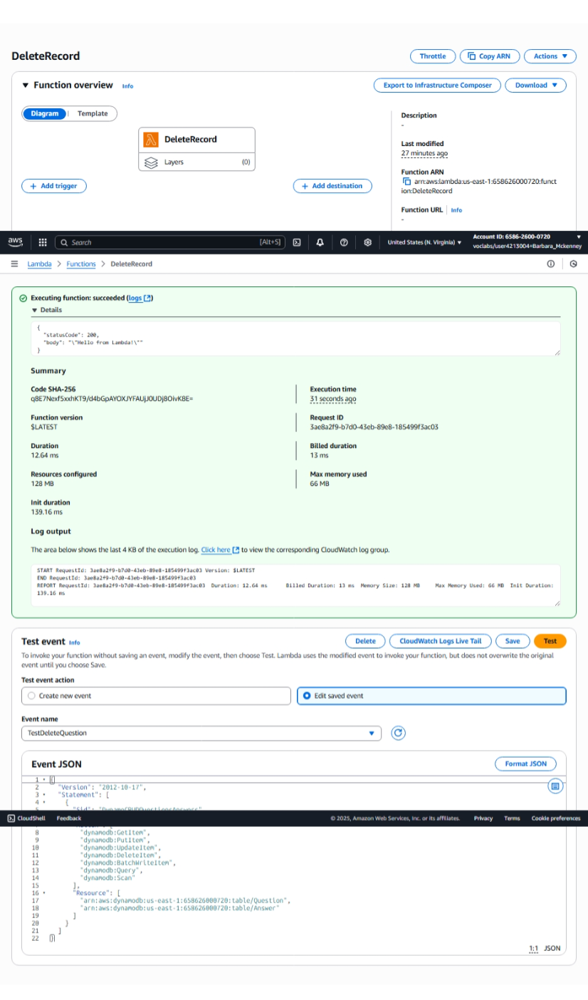 DeleteRecord
Throttle Copy ARN Actions
Function overview Info Export to Infrastructure Composer Download
Diagram Template
DeleteRecord
Layers (0)
+ Add trigger + Add destination
Description
-
Last modified
27 minutes ago
Function ARN
arn:aws:lambda:us-east-1:658626000720:funct
ion:DeleteRecord
Function URL Info
-
aws Search [Alt+S] United States (N. Virginia) Account ID: 6586-2600-0720
voclabs/user4213004=Barbara_Mckenney
Lambda > Functions > DeleteRecord
Executing function: succeeded (logs)
Details
{
"statusCode": 200,
"body": "\"Hello from Lambda!\""
}
Summary
Code SHA-256
q8E7Nexf5xxhKT9/d4bGpAYOXJYFAUjJ0UDj8OivK8E=
Execution time
31 seconds ago
Function version
$LATEST
Request ID
3ae8a2f9-b7d0-43eb-89e8-185499f3ac03
Duration
12.64 ms
Billed duration
13 ms
Resources configured
128 MB
Max memory used
66 MB
Init duration
139.16 ms
Log output
The area below shows the last 4 KB of the execution log. Click here to view the corresponding CloudWatch log group.
START RequestId: 3ae8a2f9-b7d0-43eb-89e8-185499f3ac03 Version: $LATEST
END RequestId: 3ae8a2f9-b7d0-43eb-89e8-185499f3ac03
REPORT RequestId: 3ae8a2f9-b7d0-43eb-89e8-185499f3ac03 Duration: 12.64 ms Billed Duration: 13 ms Memory Size: 128 MB Max Memory Used: 66 MB Init Duration:
139.16 ms
Test event Info Delete CloudWatch Logs Live Tail Save Test
To invoke your function without saving an event, modify the event, then choose Test. Lambda uses the modified event to invoke your function, but does not overwrite the original
event until you choose Save.
Test event action
Create new event Edit saved event
Event name
TestDeleteQuestion
Event JSON Format JSON
1 {
2 "Version": "2012-10-17",
3 "Statement": [
4 {
5 "Sid": "DynamoCRUDQuestionsAnswers"
CloudShell Feedback © 2025, Amazon Web Services, Inc. or its affiliates. Privacy Terms Cookie preferences
8 "dynamodb:GetItem",
9 "dynamodb:PutItem",
10 "dynamodb:UpdateItem",
11 "dynamodb:DeleteItem",
12 "dynamodb:BatchWriteItem",
13 "dynamodb:Query",
14 "dynamodb:Scan"
15 ],
16 "Resource": [
17 "arn:aws:dynamodb:us-east-1:658626000720:table/Question",
18 "arn:aws:dynamodb:us-east-1:658626000720:table/Answer"
19 ]
20 }
21 ]
22 }
1:1 JSON